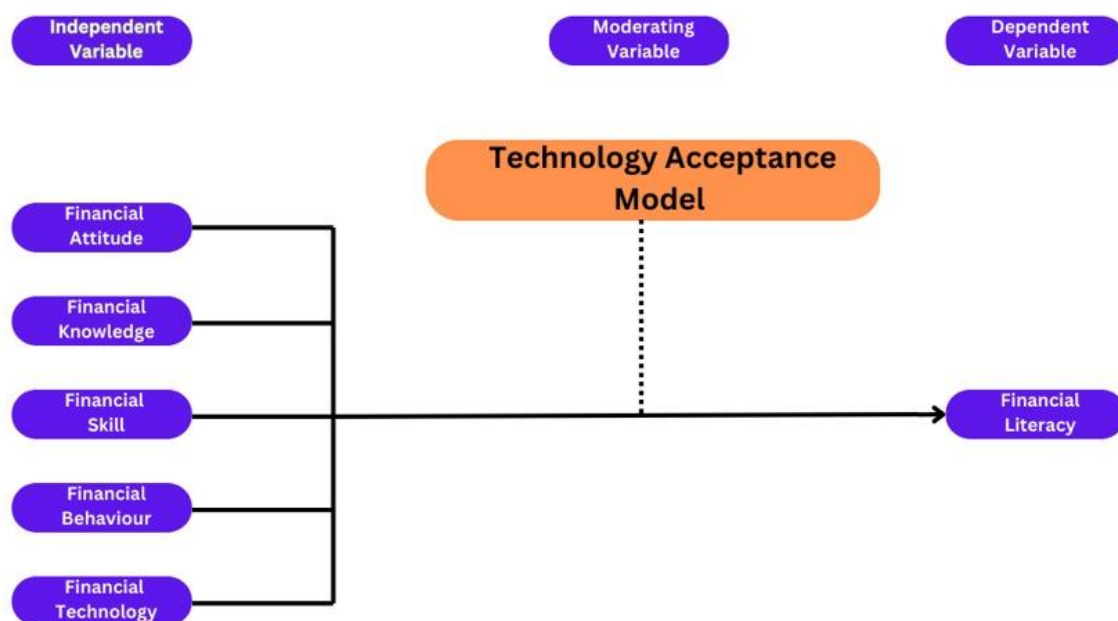 Independent
Variable
Moderating
Variable
Dependent
Variable
Technology Acceptance
Model
Financial
Attitude
Financial
Knowledge
Financial
Skill
Financial
Literacy
Financial
Behaviour
Financial
Technology